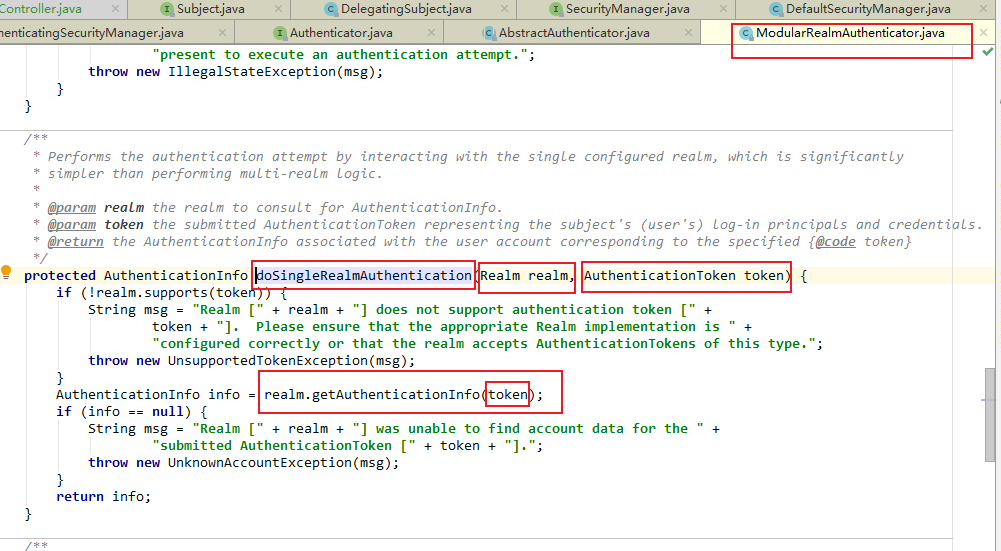 Controller.java Subject.java DelegatingSubject.java SecurityManager.java DefaultSecurityManager.java
nenticatingSecurityManager.java Authenticator.java AbstractAuthenticator.java ModularRealmAuthenticator.java
"present to execute an authentication attempt.";
throw new IllegalStateException(msg);
}
}
/**
* Performs the authentication attempt by interacting with the single configured realm, which is significantly
* simpler than performing multi-realm logic.
*
* @param realm the realm to consult for AuthenticationInfo.
* @param token the submitted AuthenticationToken representing the subject's (user's) log-in principals and credentials.
* @return the AuthenticationInfo associated with the user account corresponding to the specified {@code token}
*/
protected AuthenticationInfo doSingleRealmAuthentication(Realm realm, AuthenticationToken token) {
if (!realm.supports(token)) {
String msg = "Realm [" + realm + "] does not support authentication token [" +
token + "].  Please ensure that the appropriate Realm implementation is " +
"configured correctly or that the realm accepts AuthenticationTokens of this type.";
throw new UnsupportedTokenException(msg);
}
AuthenticationInfo info = realm.getAuthenticationInfo(token);
if (info == null) {
String msg = "Realm [" + realm + "] was unable to find account data for the " +
"submitted AuthenticationToken [" + token + "].";
throw new UnknownAccountException(msg);
}
return info;
}
/**